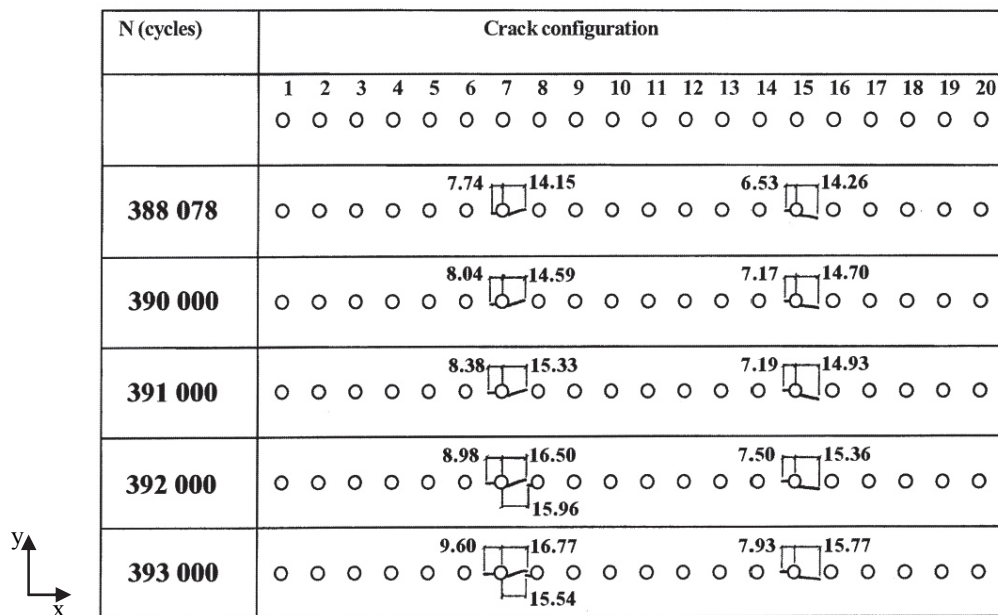 N (cycles) Crack configuration
1 2 3 4 5 6 7 8 9 10 11 12 13 14 15 16 17 18 19 20
7.74 14.15 6.53 14.26
388 078
8.04 14.59 7.17 14.70
390 000
8.38 15.33 7.19 14.93
391 000
8.98 16.50 7.50 15.36
392 000
15.96
9.60 16.77 7.93 15.77
393 000
15.54
y
x